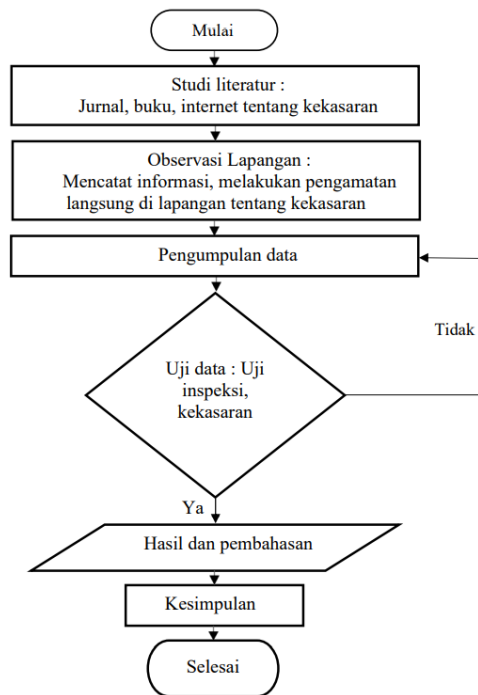 Mulai
Studi literatur :
Jurnal, buku, internet tentang kekasaran
Observasi Lapangan :
Mencatat informasi, melakukan pengamatan
langsung di lapangan tentang kekasaran
Pengumpulan data
Tidak
Uji data : Uji
inspeksi,
kekasaran
Ya
Hasil dan pembahasan
Kesimpulan
Selesai